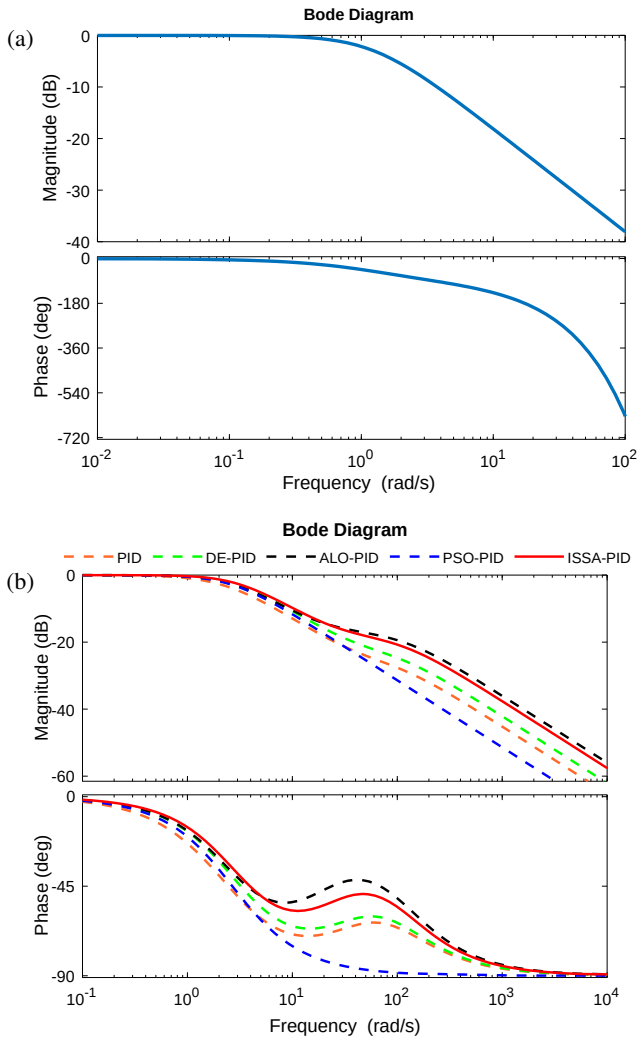 Bode Diagram
(a)
0
-10
-20
-30
-40
Magnitude (dB)
0
-180
-360
-540
-720
Phase (deg)
10^-2 10^-1 10^0 10^1 10^2
Frequency (rad/s)
Bode Diagram
PID DE-PID ALO-PID PSO-PID ISSA-PID
(b)
0
-20
-40
-60
Magnitude (dB)
0
-45
-90
Phase (deg)
10^-1 10^0 10^1 10^2 10^3 10^4
Frequency (rad/s)